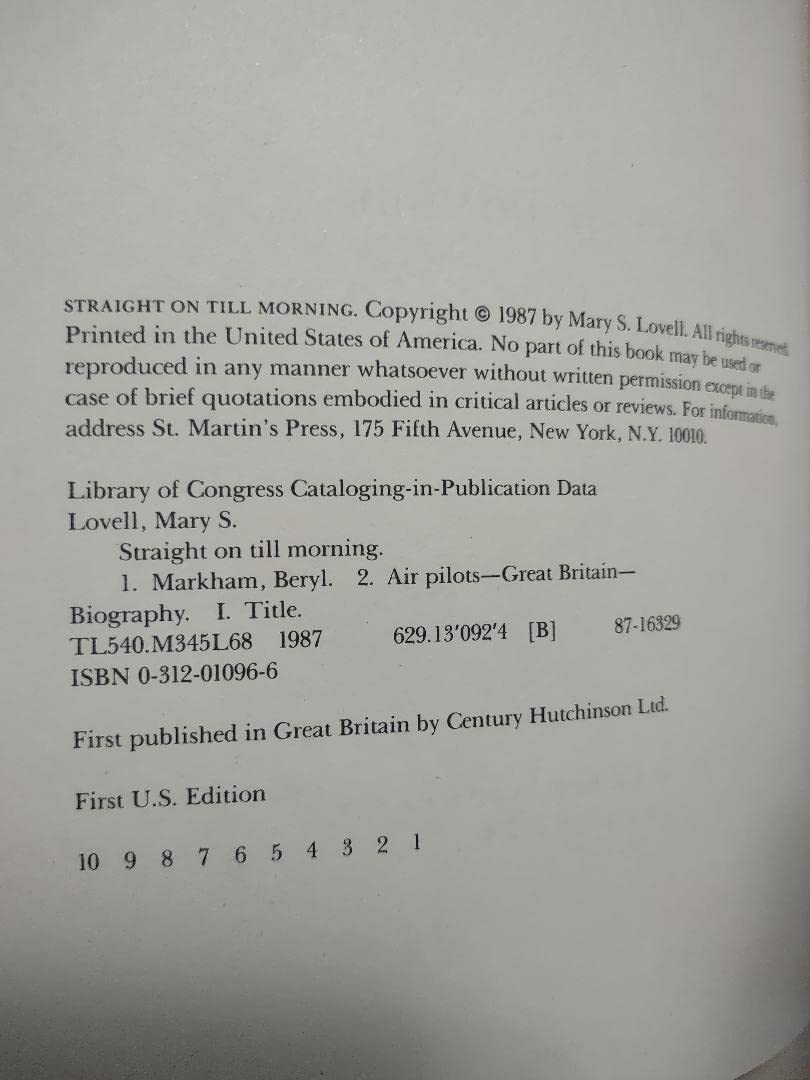 STRAIGHT ON TILL MORNING. Copyright © 1987 by Mary S. Lovell. All rights reserved.
Printed in the United States of America. No part of this book may be used or
reproduced in any manner whatsoever without written permission except in the
case of brief quotations embodied in critical articles or reviews. For information,
address St. Martin's Press, 175 Fifth Avenue, New York, N.Y. 10010.
Library of Congress Cataloging-in-Publication Data
Lovell, Mary S.
Straight on till morning.
1. Markham, Beryl. 2. Air pilots—Great Britain—
Biography. I. Title.
TL540.M345L68 1987 629.13'092'4 [B] 87-16329
ISBN 0-312-01096-6
First published in Great Britain by Century Hutchinson Ltd.
First U.S. Edition
10 9 8 7 6 5 4 3 2 1